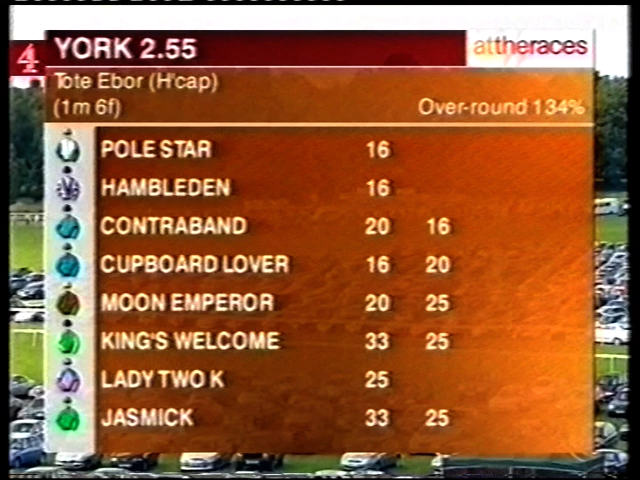 4
YORK 2.55
attheraces
Tote Ebor (H'cap)
(1m 6f)
Over-round 134%
POLE STAR 16
HAMBLEDEN 16
CONTRABAND 20 16
CUPBOARD LOVER 16 20
MOON EMPEROR 20 25
KING'S WELCOME 33 25
LADY TWO K 25
JASMICK 33 25